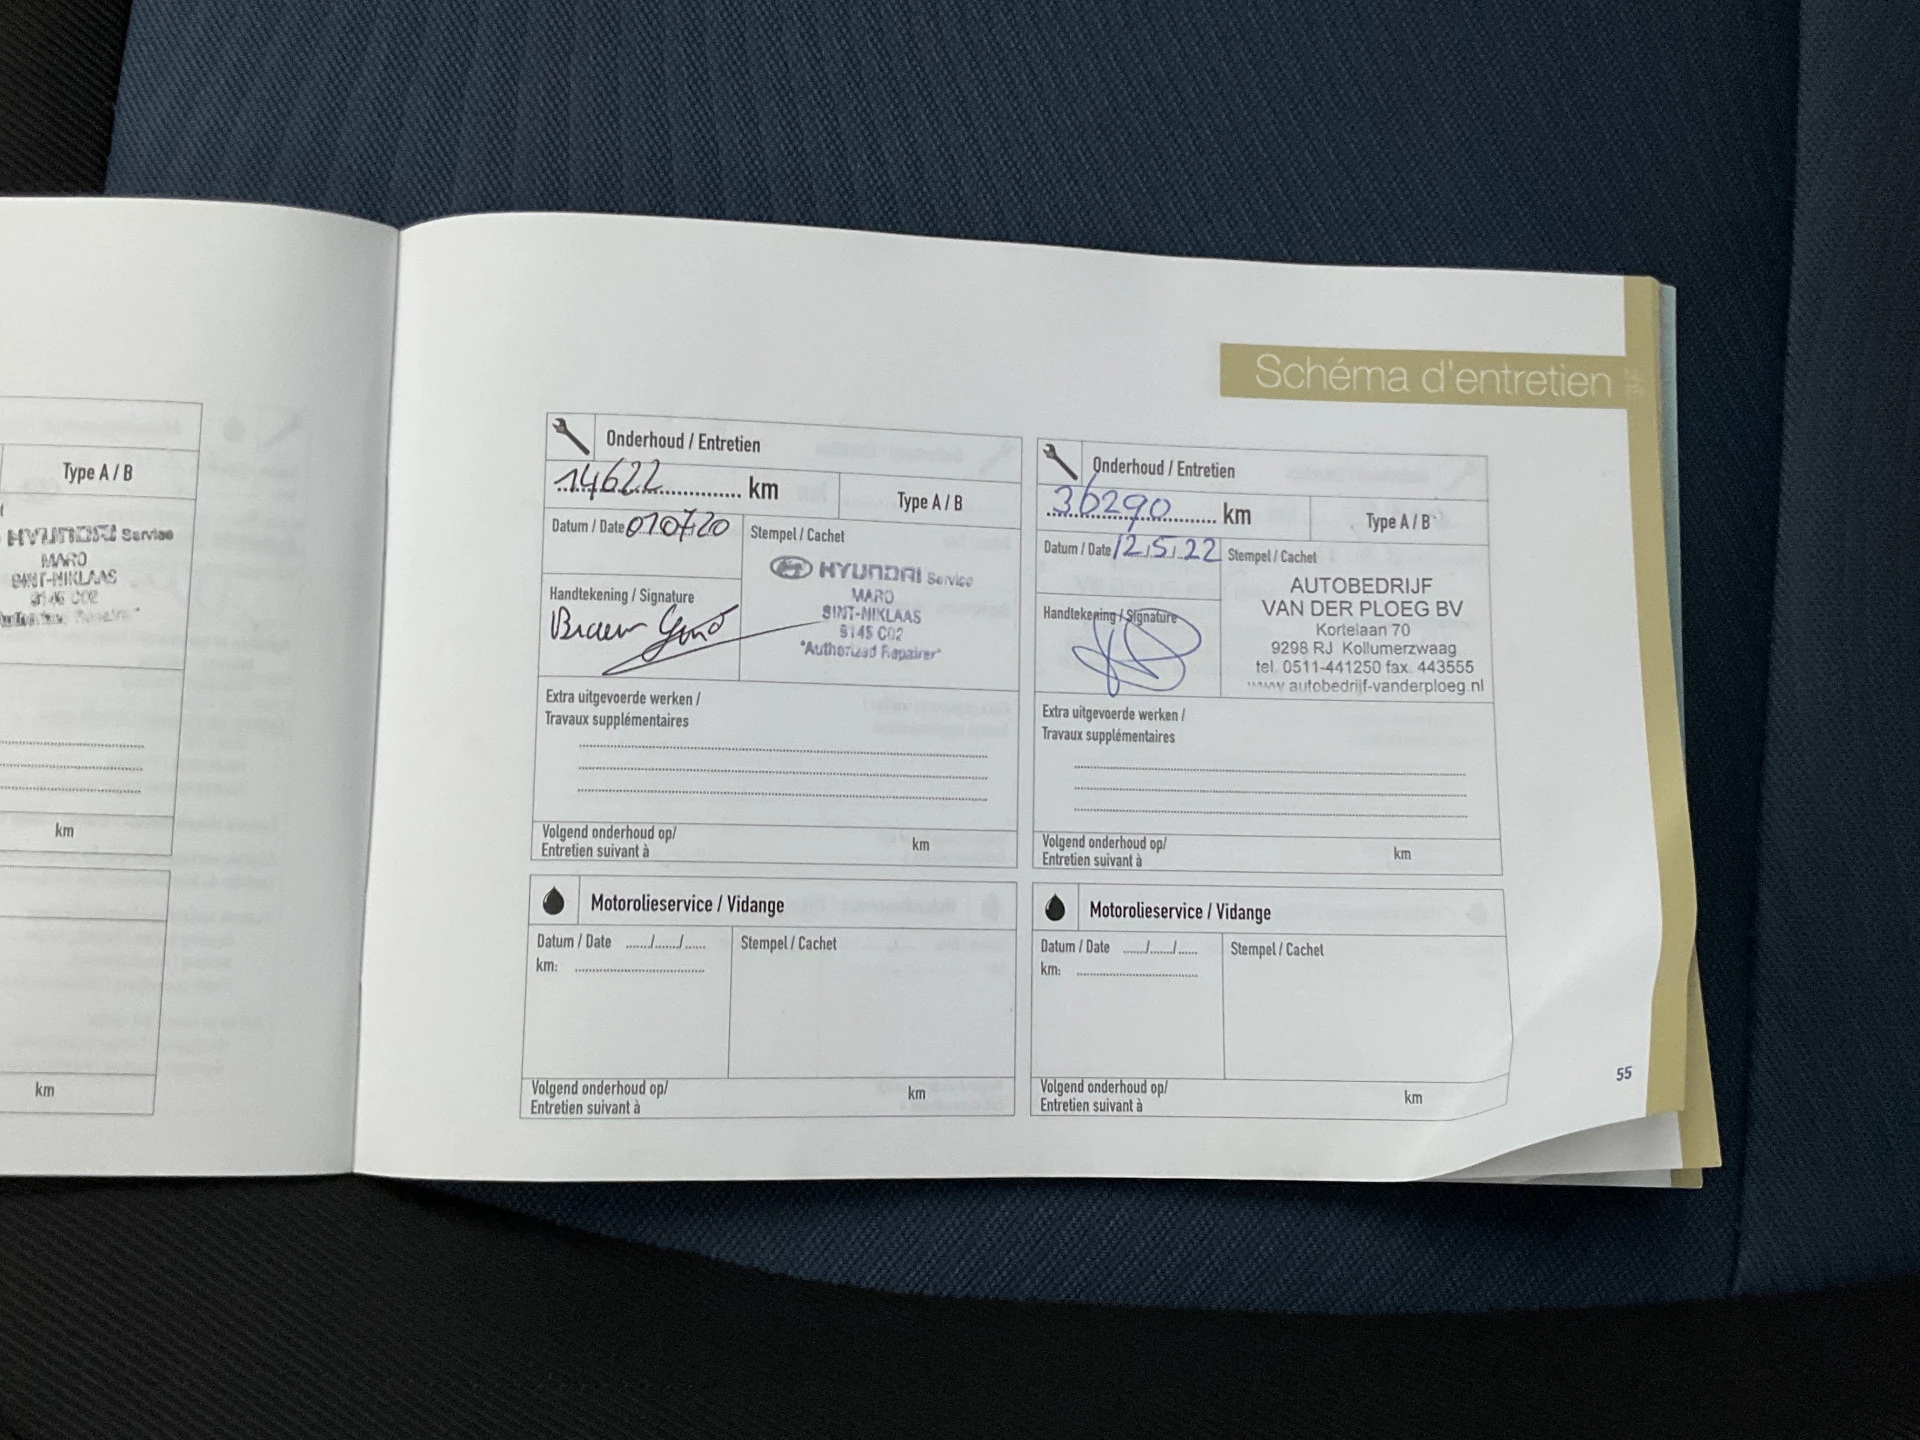 Type A / B
HYUNDAI Service
MARO
SINT-NIKLAAS
9145 C02
km
km
Schéma d'entretien
Onderhoud / Entretien
14622 km
Type A / B
Datum / Date 010720
Stempel / Cachet
HYUNDAI Service
MARO
SINT-NIKLAAS
9145 C02
"Authorized Repairer"
Handtekening / Signature
Extra uitgevoerde werken /
Travaux supplémentaires
Volgend onderhoud op/
Entretien suivant à
km
Motorolieservice / Vidange
Datum / Date ....../....../......
km:
Stempel / Cachet
Volgend onderhoud op/
Entretien suivant à
km
Onderhoud / Entretien
36290 km
Type A / B
Datum / Date 12.5.22
Stempel / Cachet
AUTOBEDRIJF
VAN DER PLOEG BV
Kortelaan 70
9298 RJ Kollumerzwaag
tel. 0511-441250 fax. 443555
www.autobedrijf-vanderploeg.nl
Handtekening / Signature
Extra uitgevoerde werken /
Travaux supplémentaires
Volgend onderhoud op/
Entretien suivant à
km
Motorolieservice / Vidange
Datum / Date ....../....../......
km:
Stempel / Cachet
Volgend onderhoud op/
Entretien suivant à
km
55